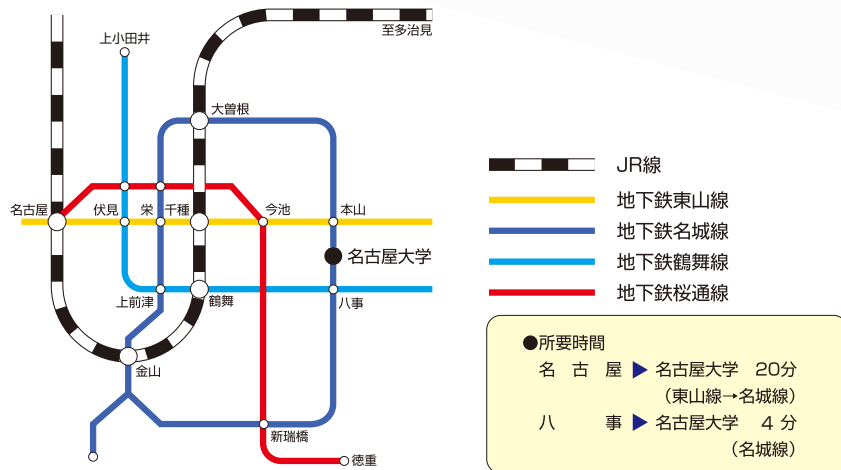 至多治見
上小田井
大曽根
名古屋
伏見
栄
千種
今池
本山
名古屋大学
上前津
鶴舞
八事
金山
新瑞橋
徳重
JR線
地下鉄東山線
地下鉄名城線
地下鉄鶴舞線
地下鉄桜通線
●所要時間
名古屋▶名古屋大学 20分
（東山線→名城線）
八事▶名古屋大学 4分
（名城線）